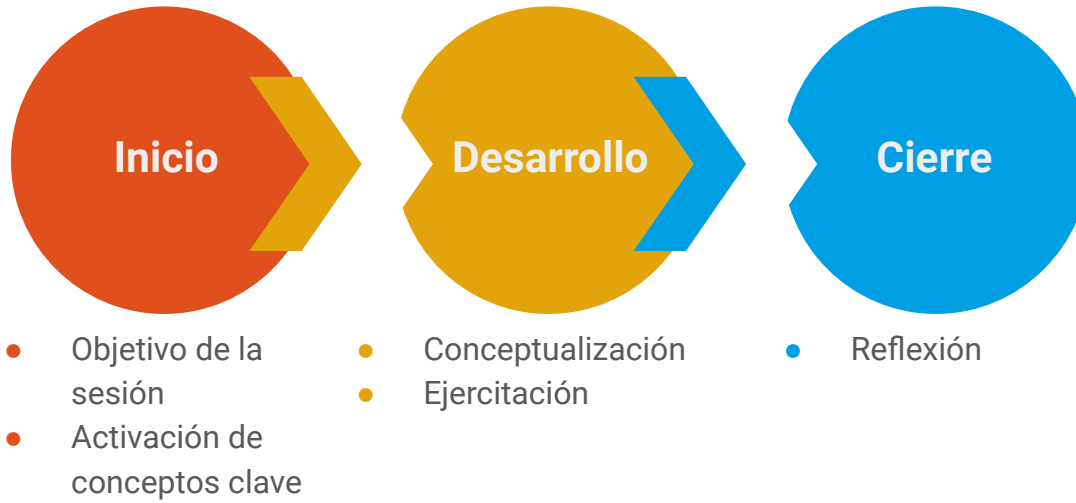 Inicio
Desarrollo
Cierre
● Objetivo de la
sesión
● Activación de
conceptos clave
● Conceptualización
● Ejercitación
● Reflexión